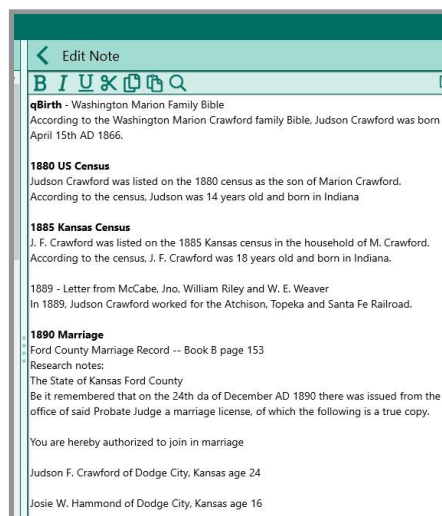 Edit Note
B I U
qBirth - Washington Marion Family Bible
According to the Washington Marion Crawford family Bible, Judson Crawford was born
April 15th AD 1866.
1880 US Census
Judson Crawford was listed on the 1880 census as the son of Marion Crawford.
According to the census, Judson was 14 years old and born in Indiana
1885 Kansas Census
J. F. Crawford was listed on the 1885 Kansas census in the household of M. Crawford.
According to the census, J. F. Crawford was 18 years old and born in Indiana.
1889 - Letter from McCabe, Jno, William Riley and W. E. Weaver
In 1889, Judson Crawford worked for the Atchison, Topeka and Santa Fe Railroad.
1890 Marriage
Ford County Marriage Record -- Book B page 153
Research notes:
The State of Kansas Ford County
Be it remembered that on the 24th da of December AD 1890 there was issued from the
office of said Probate Judge a marriage license, of which the following is a true copy.
You are hereby authorized to join in marriage
Judson F. Crawford of Dodge City, Kansas age 24
Josie W. Hammond of Dodge City, Kansas age 16